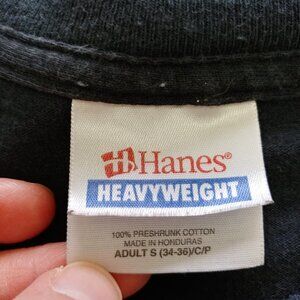 Hanes®
HEAVYWEIGHT
100% PRESHRUNK COTTON
MADE IN HONDURAS
ADULT S (34-36)/C/P